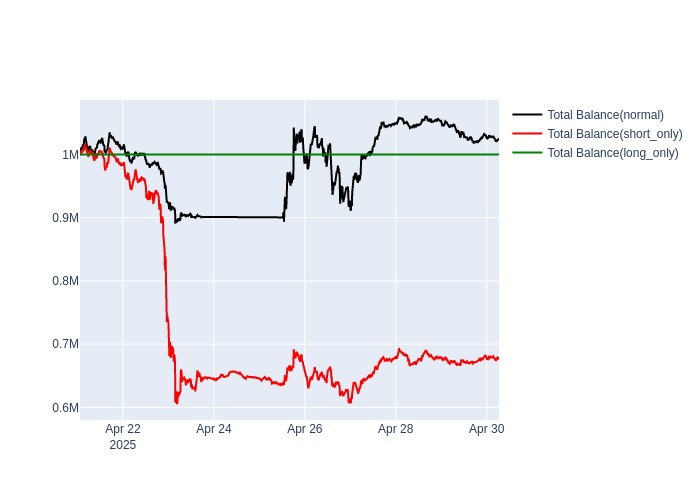 Total Balance(normal)
Total Balance(short_only)
Total Balance(long_only)
1M
0.9M
0.8M
0.7M
0.6M
Apr 22
2025
Apr 24
Apr 26
Apr 28
Apr 30